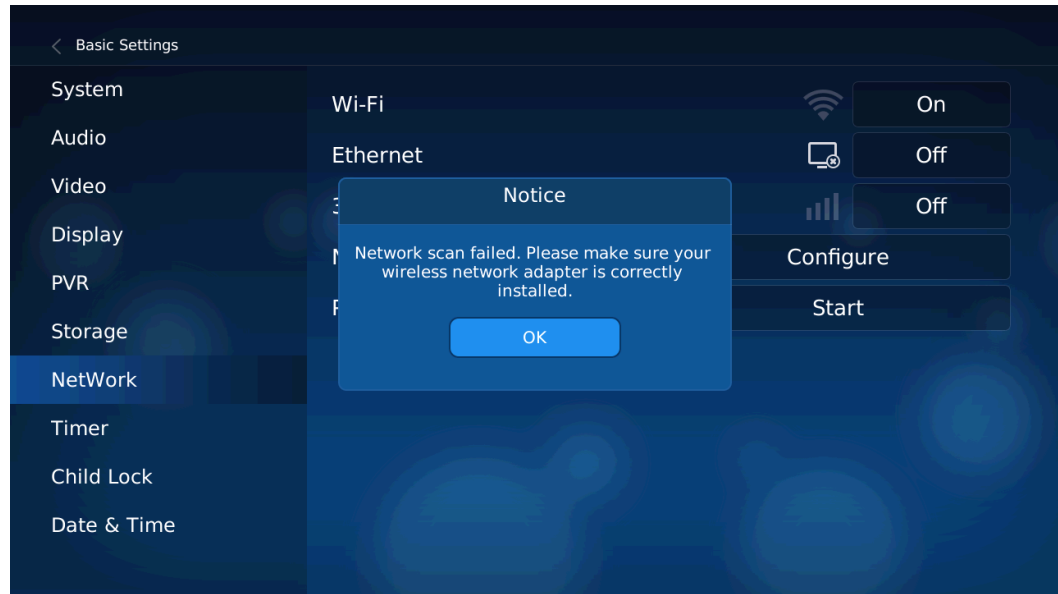 Basic Settings
System
Audio
Video
Display
PVR
Storage
NetWork
Timer
Child Lock
Date & Time
Wi-Fi
On
Ethernet
Off
Off
Configure
Start
Notice
Network scan failed. Please make sure your
wireless network adapter is correctly
installed.
OK